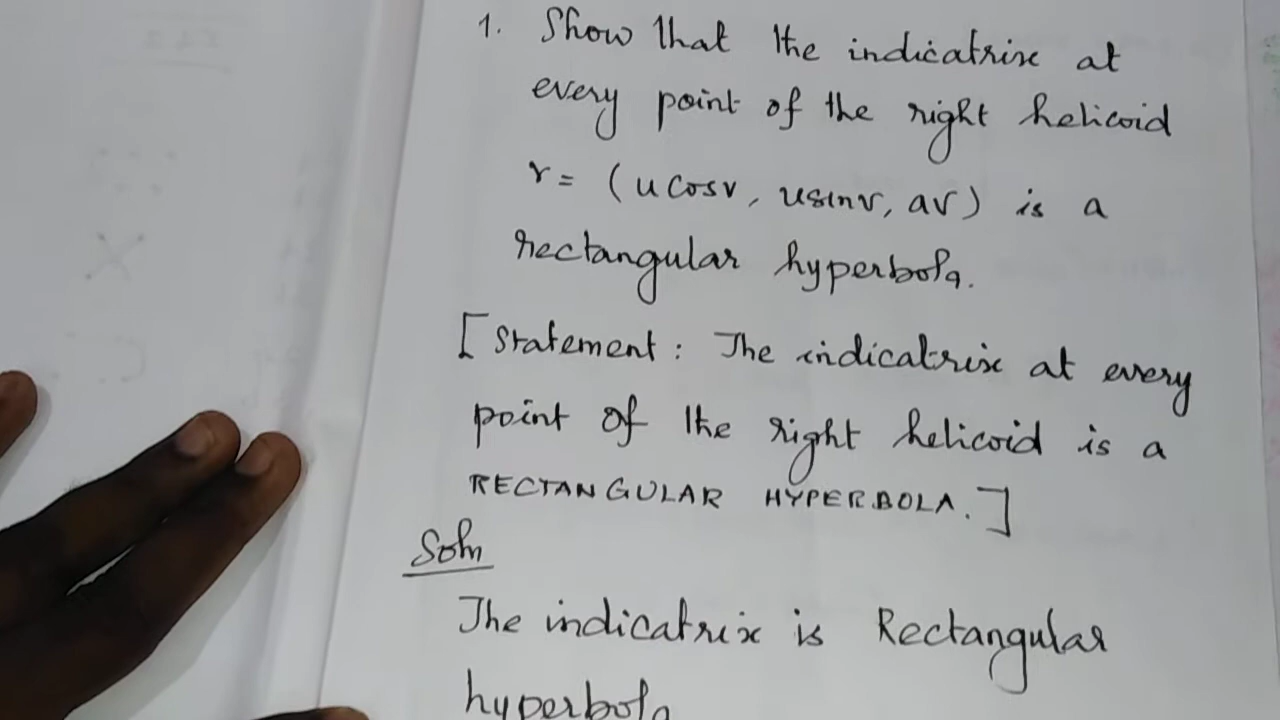 1. Show that the indicatrix at
every point of the right helicoid
r = (u cosv, usinv, av) is a
rectangular hyperbola.
[Statement: The indicatrix at every
point of the right helicoid is a
RECTANGULAR HYPERBOLA.]
Soln
The indicatrix is Rectangular
hyperbola